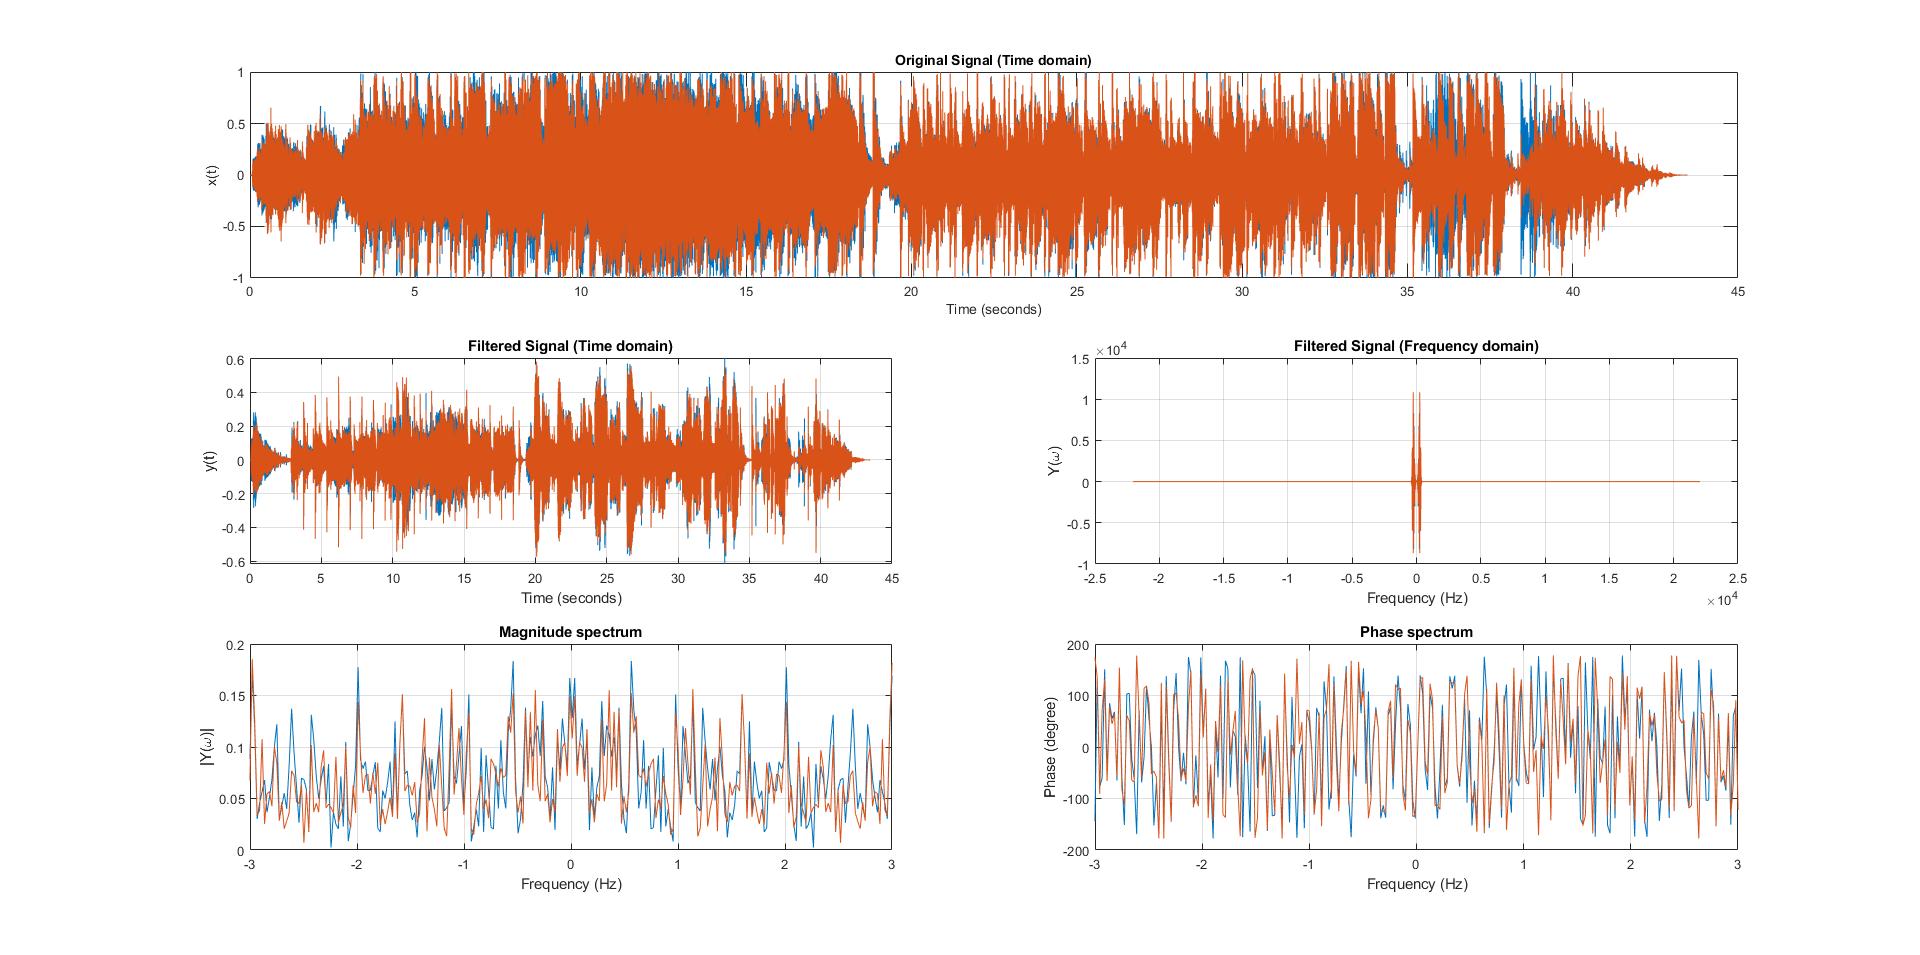 Original Signal (Time domain)
1
0.5
0
-0.5
-1
x(t)
0 5 10 15 20 25 30 35 40 45
Time (seconds)
Filtered Signal (Time domain)
0.6
0.4
0.2
0
-0.2
-0.4
-0.6
y(t)
0 5 10 15 20 25 30 35 40 45
Time (seconds)
Filtered Signal (Frequency domain)
×10^4
1.5
1
0.5
0
-0.5
-1
Y(ω)
-2.5 -2 -1.5 -1 -0.5 0 0.5 1 1.5 2 2.5
Frequency (Hz)
×10^4
Magnitude spectrum
0.2
0.15
0.1
0.05
0
|Y(ω)|
-3 -2 -1 0 1 2 3
Frequency (Hz)
Phase spectrum
200
100
0
-100
-200
Phase (degree)
-3 -2 -1 0 1 2 3
Frequency (Hz)